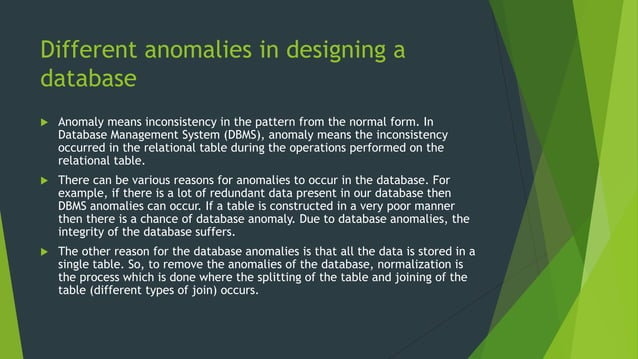 Different anomalies in designing a
database
Anomaly means inconsistency in the pattern from the normal form. In
Database Management System (DBMS), anomaly means the inconsistency
occurred in the relational table during the operations performed on the
relational table.
There can be various reasons for anomalies to occur in the database. For
example, if there is a lot of redundant data present in our database then
DBMS anomalies can occur. If a table is constructed in a very poor manner
then there is a chance of database anomaly. Due to database anomalies, the
integrity of the database suffers.
The other reason for the database anomalies is that all the data is stored in a
single table. So, to remove the anomalies of the database, normalization is
the process which is done where the splitting of the table and joining of the
table (different types of join) occurs.